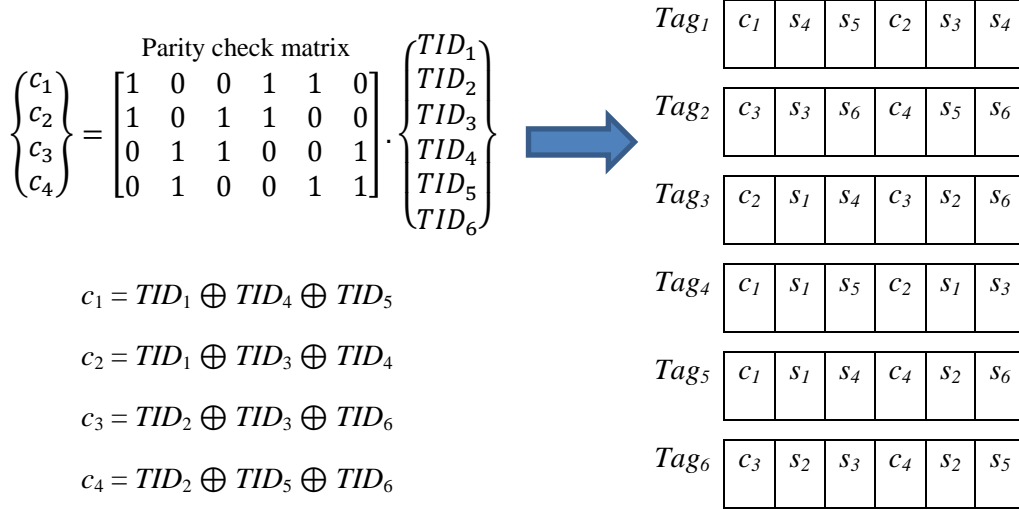 Parity check matrix
{c₁ c₂ c₃ c₄} = [1 0 0 1 1 0
1 0 1 1 0 0
0 1 1 0 0 1
0 1 0 0 1 1] . {TID₁ TID₂ TID₃ TID₄ TID₅ TID₆}
c₁ = TID₁ ⊕ TID₄ ⊕ TID₅
c₂ = TID₁ ⊕ TID₃ ⊕ TID₄
c₃ = TID₂ ⊕ TID₃ ⊕ TID₆
c₄ = TID₂ ⊕ TID₅ ⊕ TID₆
Tag₁ c₁ s₄ s₅ c₂ s₃ s₄
Tag₂ c₃ s₃ s₆ c₄ s₅ s₆
Tag₃ c₂ s₁ s₄ c₃ s₂ s₆
Tag₄ c₁ s₁ s₅ c₂ s₁ s₃
Tag₅ c₁ s₁ s₄ c₄ s₂ s₆
Tag₆ c₃ s₂ s₃ c₄ s₂ s₅